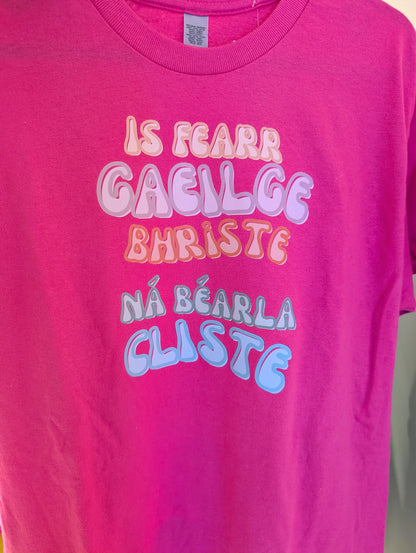 IS FEARR
GAEILGE
BHRISTE
NÁ BÉARLA
CLISTE